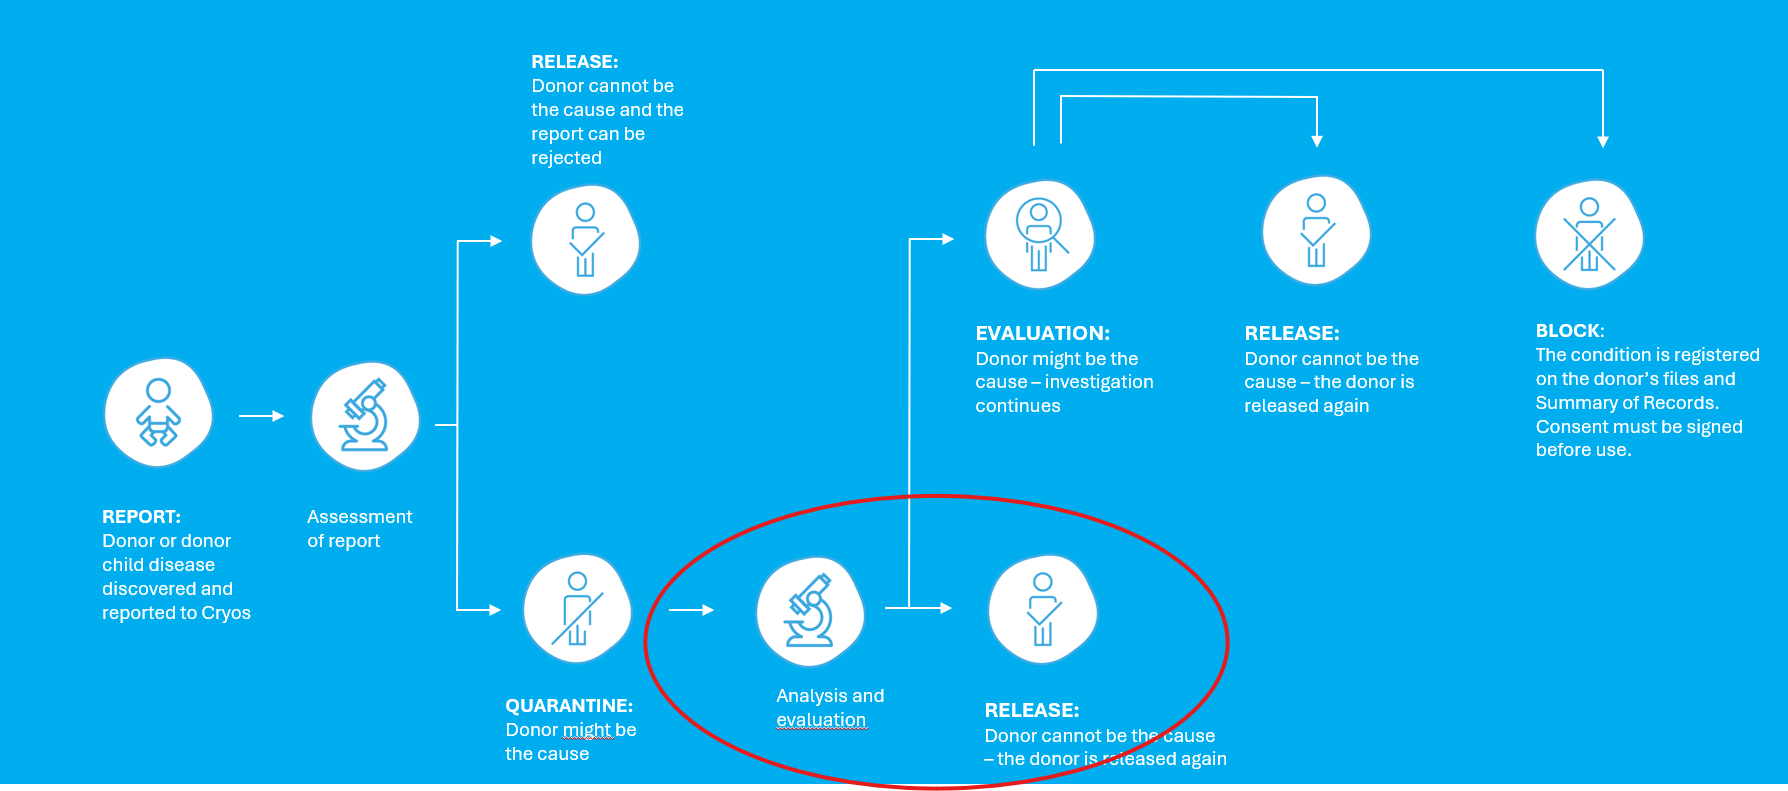 RELEASE:
Donor cannot be
the cause and the
report can be
rejected
REPORT:
Donor or donor
child disease
discovered and
reported to Cryos
Assessment
of report
QUARANTINE:
Donor might be
the cause
Analysis and
evaluation
RELEASE:
Donor cannot be the cause
– the donor is released again
EVALUATION:
Donor might be the
cause – investigation
continues
RELEASE:
Donor cannot be the
cause – the donor is
released again
BLOCK:
The condition is registered
on the donor's files and
Summary of Records.
Consent must be signed
before use.